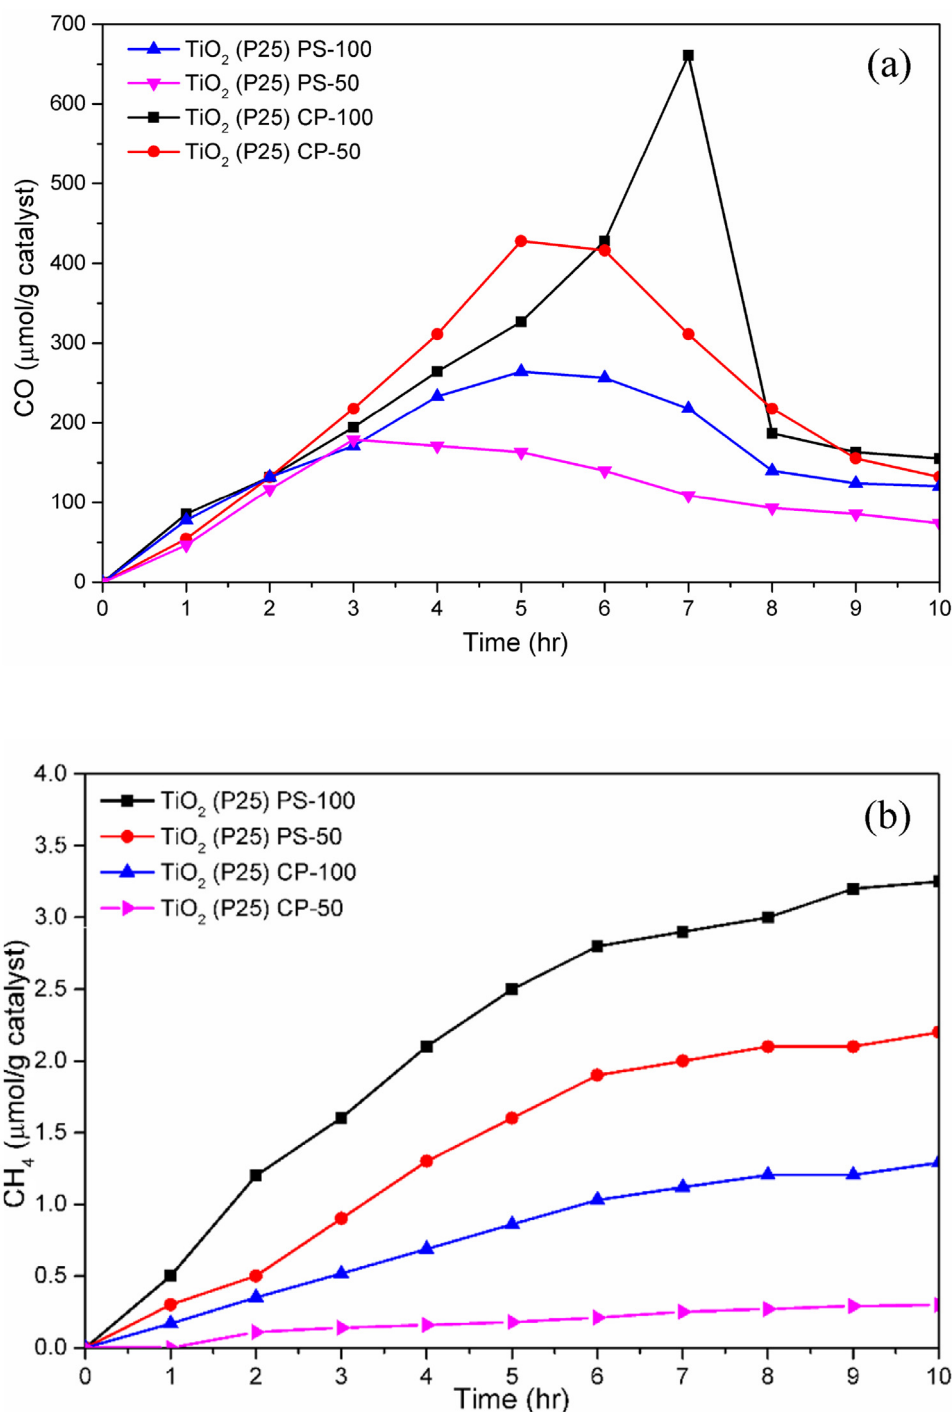 700
TiO2 (P25) PS-100
(a)
TiO2 (P25) PS-50
600
TiO2 (P25) CP-100
TiO2 (P25) CP-50
500
400
300
200
100
0
CO (μmol/g catalyst)
0 1 2 3 4 5 6 7 8 9 10
Time (hr)
4.0
TiO2 (P25) PS-100
(b)
TiO2 (P25) PS-50
3.5
TiO2 (P25) CP-100
TiO2 (P25) CP-50
3.0
2.5
2.0
1.5
1.0
0.5
0.0
CH4 (μmol/g catalyst)
0 1 2 3 4 5 6 7 8 9 10
Time (hr)